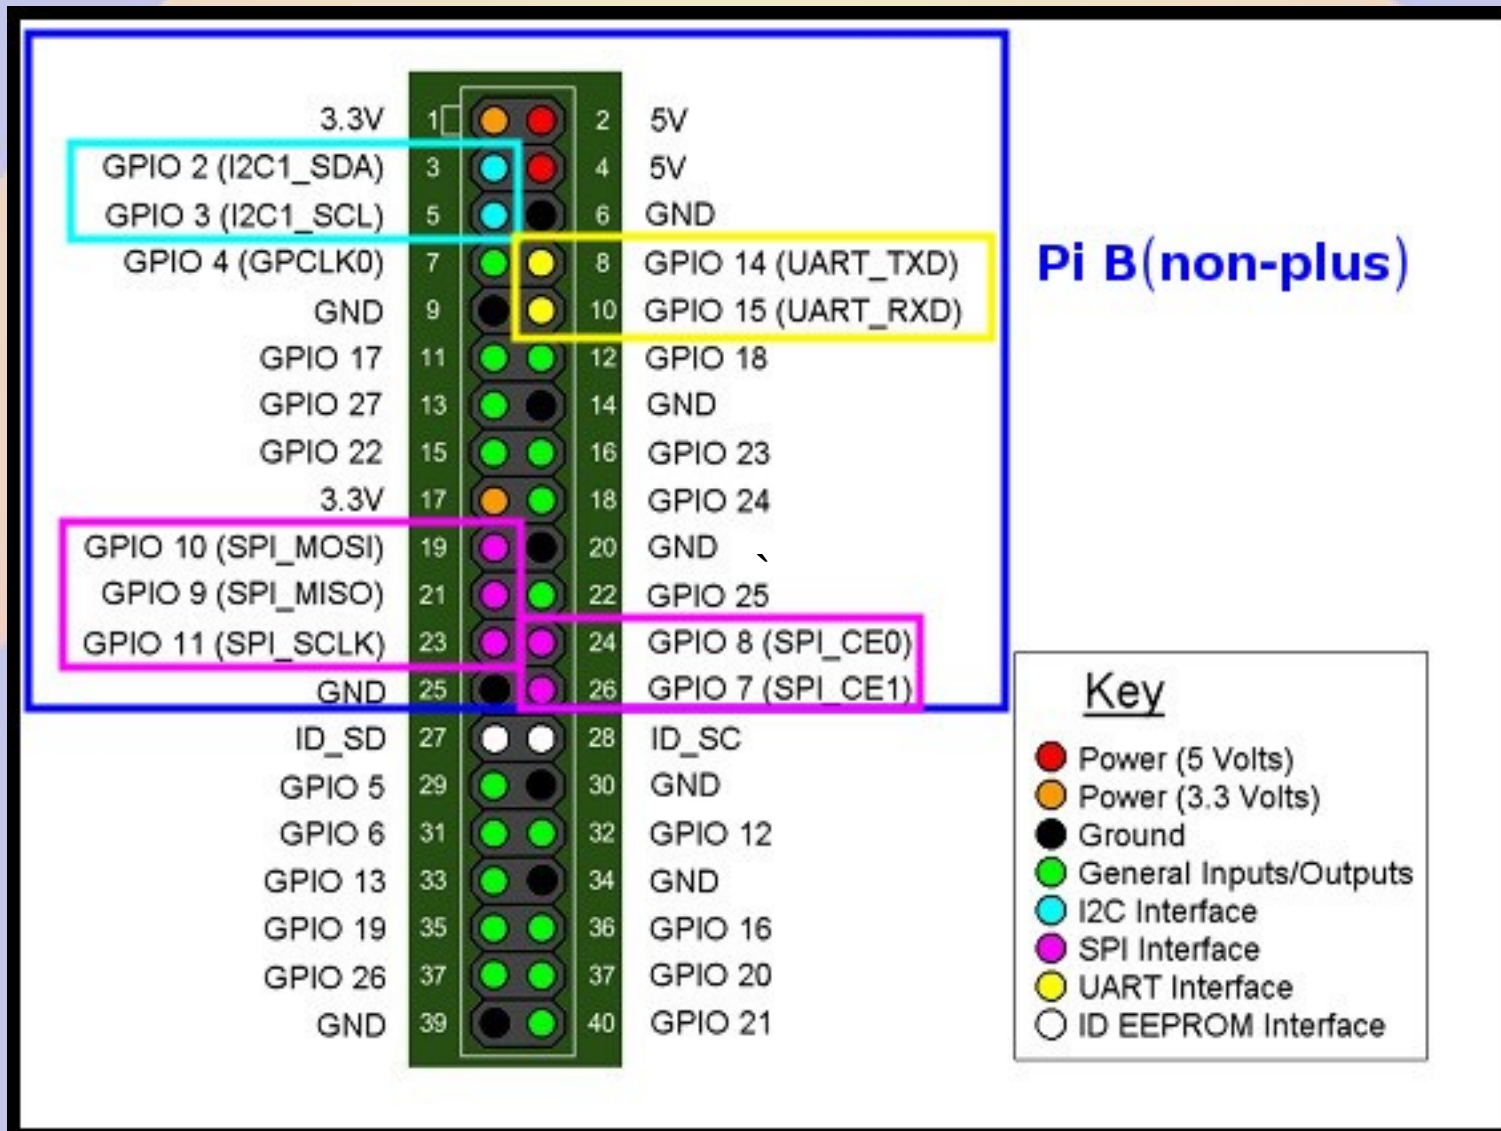 3.3V 1 2 5V
GPIO 2 (I2C1_SDA) 3 4 5V
GPIO 3 (I2C1_SCL) 5 6 GND
GPIO 4 (GPCLK0) 7 8 GPIO 14 (UART_TXD)
GND 9 10 GPIO 15 (UART_RXD)
GPIO 17 11 12 GPIO 18
GPIO 27 13 14 GND
GPIO 22 15 16 GPIO 23
3.3V 17 18 GPIO 24
GPIO 10 (SPI_MOSI) 19 20 GND `
GPIO 9 (SPI_MISO) 21 22 GPIO 25
GPIO 11 (SPI_SCLK) 23 24 GPIO 8 (SPI_CE0)
GND 25 26 GPIO 7 (SPI_CE1)
ID_SD 27 28 ID_SC
GPIO 5 29 30 GND
GPIO 6 31 32 GPIO 12
GPIO 13 33 34 GND
GPIO 19 35 36 GPIO 16
GPIO 26 37 37 GPIO 20
GND 39 40 GPIO 21
Pi B(non-plus)
Key
Power (5 Volts)
Power (3.3 Volts)
Ground
General Inputs/Outputs
I2C Interface
SPI Interface
UART Interface
ID EEPROM Interface